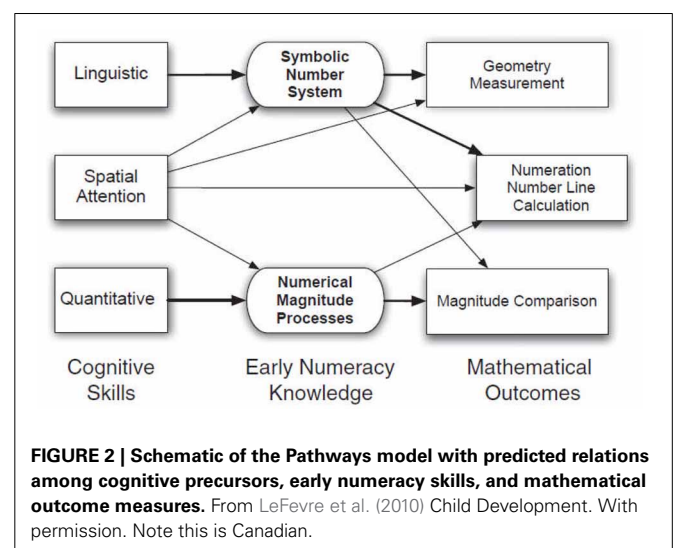 Linguistic
Symbolic
Number
System
Geometry
Measurement
Spatial
Attention
Numeration
Number Line
Calculation
Quantitative
Numerical
Magnitude
Processes
Magnitude Comparison
Cognitive
Skills
Early Numeracy
Knowledge
Mathematical
Outcomes
FIGURE 2 | Schematic of the Pathways model with predicted relations
among cognitive precursors, early numeracy skills, and mathematical
outcome measures. From LeFevre et al. (2010) Child Development. With
permission. Note this is Canadian.